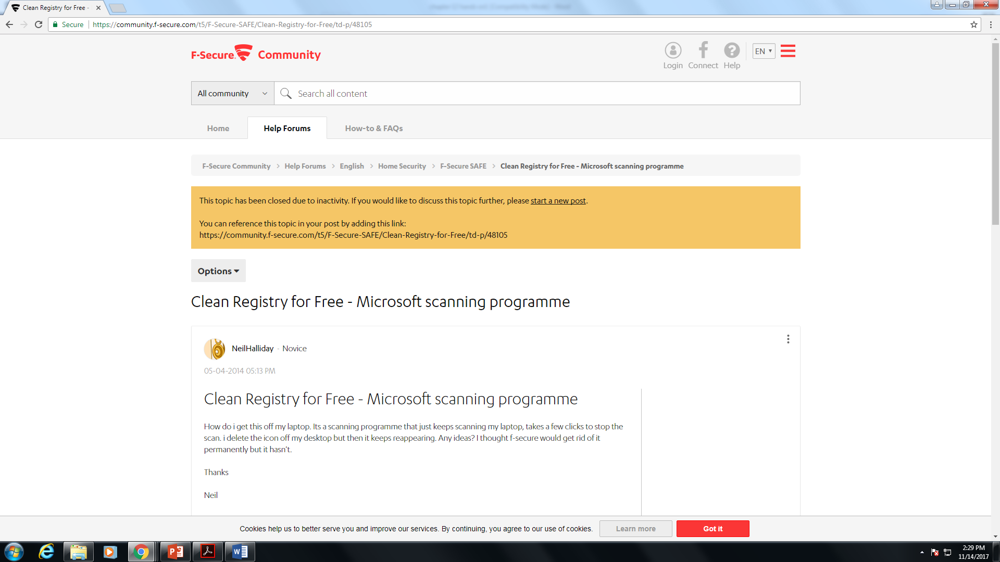 Clean Registry for Free -
Secure
https://community.f-secure.com/t5/F-Secure-SAFE/Clean-Registry-for-Free/td-p/48105
F-Secure. Community
Login
Connect
Help
EN
All community
Search all content
Home
Help Forums
How-to & FAQs
F-Secure Community > Help Forums > English > Home Security > F-Secure SAFE > Clean Registry for Free - Microsoft scanning programme
This topic has been closed due to inactivity. If you would like to discuss this topic further, please start a new post.
You can reference this topic in your post by adding this link:
https://community.f-secure.com/t5/F-Secure-SAFE/Clean-Registry-for-Free/td-p/48105
Options
Clean Registry for Free - Microsoft scanning programme
NeilHalliday
Novice
05-04-2014 05:13 PM
Clean Registry for Free - Microsoft scanning programme
How do i get this off my laptop. Its a scanning programme that just keeps scanning my laptop, takes a few clicks to stop the
scan. i delete the icon off my desktop but then it keeps reappearing. Any ideas? I thought f-secure would get rid of it
permanently but it hasn't.
Thanks
Neil
Cookies help us to better serve you and improve our services. By continuing, you agree to our use of cookies.
Learn more
Got it
2:29 PM
11/14/2017